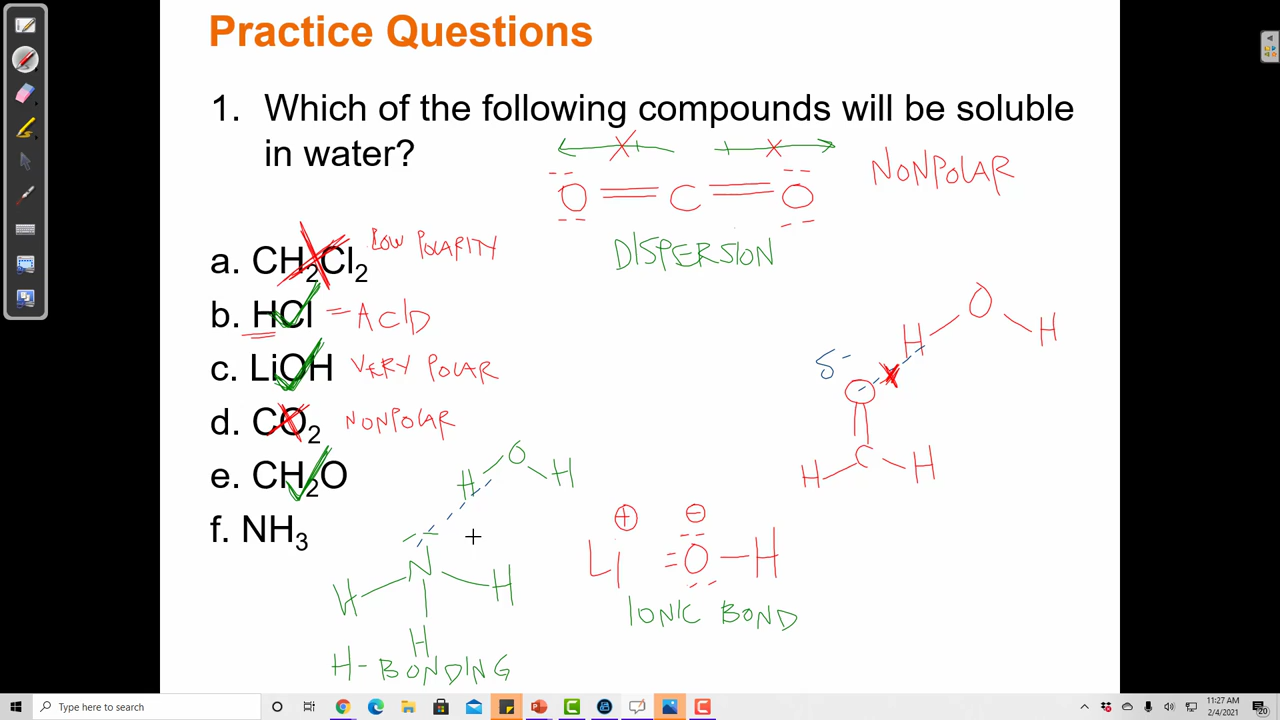 Practice Questions
1. Which of the following compounds will be soluble
in water?
NONPOLAR
O C O
DISPERSION
a. CH₂Cl₂ LOW POLARITY
b. HCl = ACID
c. LiOH VERY POLAR
d. CO₂ NONPOLAR
e. CH₂O
f. NH₃
H O H
δ-
O
H C H
H O H
N
H H
H
H-BONDING
+ −
Li O H
IONIC BOND
Type here to search
11:27 AM
2/4/2021
20